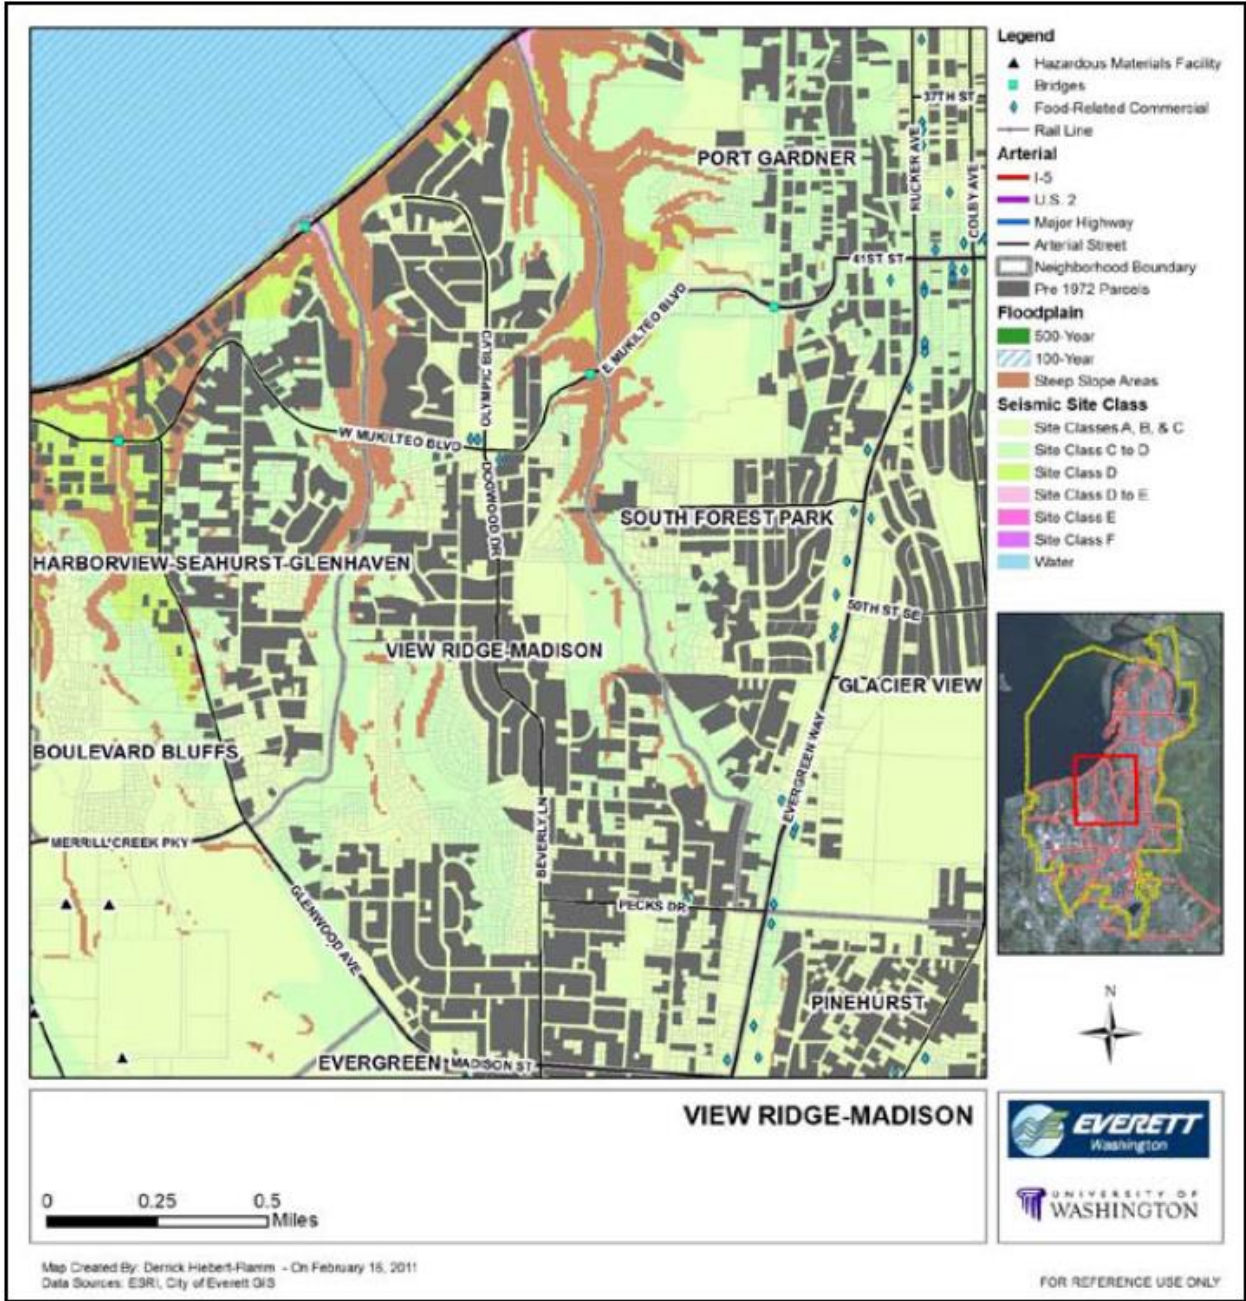 PORT GARDNER
37TH ST
RUCKER AVE
COLBY AVE
41ST ST
E MUKILTEO BLVD
OLYMPIC BLVD
W MUKILTEO BLVD
DOGWOOD DR
SOUTH FOREST PARK
HARBORVIEW-SEAHURST-GLENHAVEN
50TH ST SE
VIEW RIDGE-MADISON
GLACIER VIEW
BOULEVARD BLUFFS
EVERGREEN WAY
MERRILL CREEK PKY
BEVERLY LN
GLENWOOD AVE
PECKS DR
PINEHURST
EVERGREEN
MADISON ST
Legend
Hazardous Materials Facility
Bridges
Food-Related Commercial
Rail Line
Arterial
I-5
U.S. 2
Major Highway
Arterial Street
Neighborhood Boundary
Pre 1972 Parcels
Floodplain
500-Year
100-Year
Steep Slope Areas
Seismic Site Class
Site Classes A, B, & C
Site Class C to D
Site Class D
Site Class D to E
Site Class E
Site Class F
Water
N
VIEW RIDGE-MADISON
0 0.25 0.5
Miles
EVERETT
Washington
UNIVERSITY OF
WASHINGTON
Map Created By: Derrick Hiebert-Flamm - On February 16, 2011
Data Sources: ESRI, City of Everett GIS
FOR REFERENCE USE ONLY